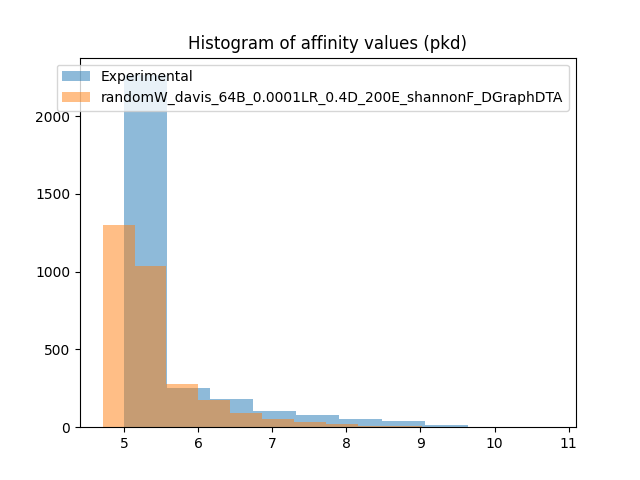 Histogram of affinity values (pkd)
Experimental
randomW_davis_64B_0.0001LR_0.4D_200E_shannonF_DGraphDTA
2000
1500
1000
500
0
5 6 7 8 9 10 11